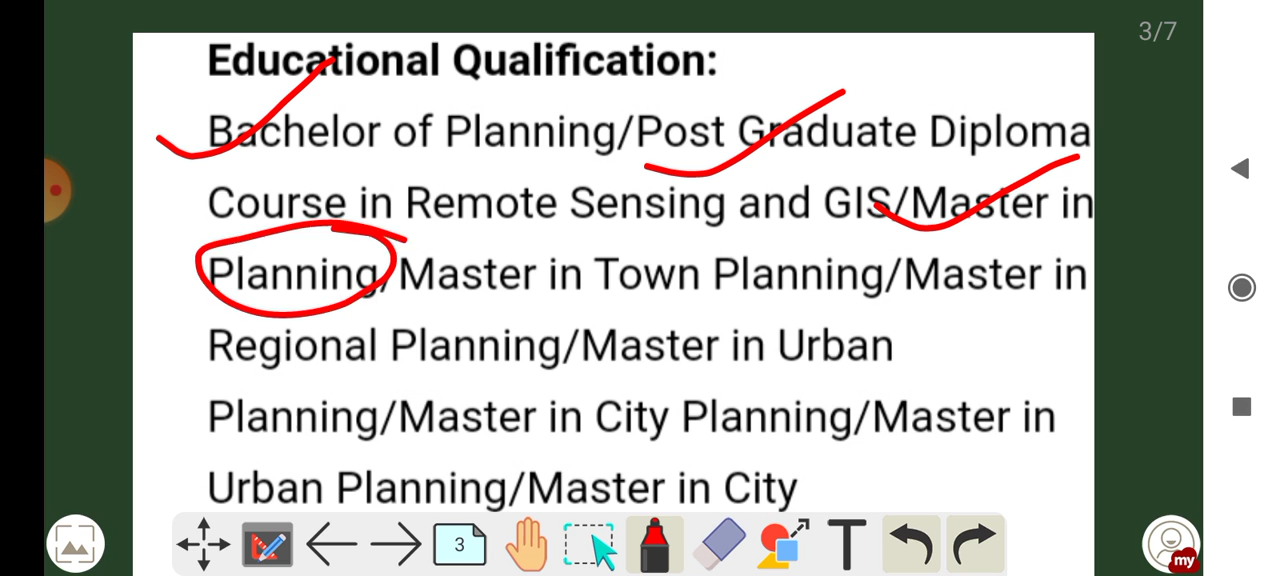 3/7
Educational Qualification:
Bachelor of Planning/Post Graduate Diploma
Course in Remote Sensing and GIS/Master in
Planning/Master in Town Planning/Master in
Regional Planning/Master in Urban
Planning/Master in City Planning/Master in
Urban Planning/Master in City
3
T
my